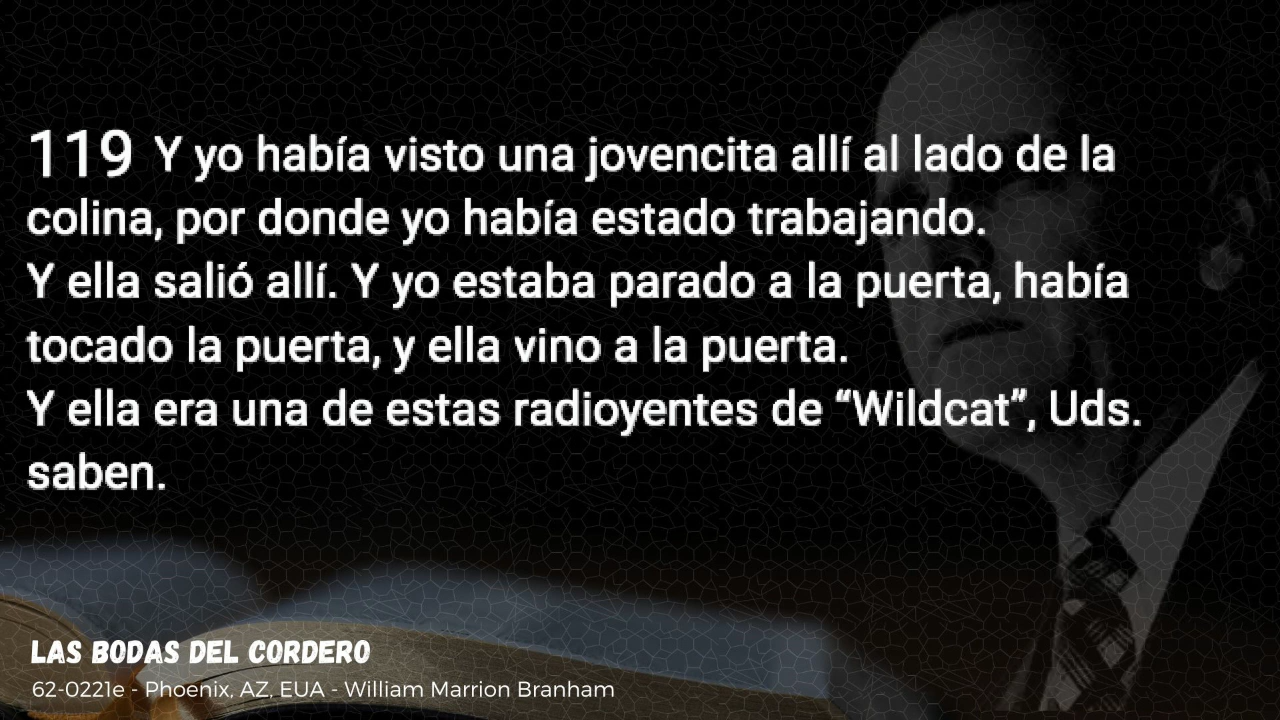 119 Y yo había visto una jovencita allí al lado de la
colina, por donde yo había estado trabajando.
Y ella salió allí. Y yo estaba parado a la puerta, había
tocado la puerta, y ella vino a la puerta.
Y ella era una de estas radioyentes de “Wildcat”, Uds.
saben.
LAS BODAS DEL CORDERO
62-0221e - Phoenix, AZ, EUA - William Marrion Branham